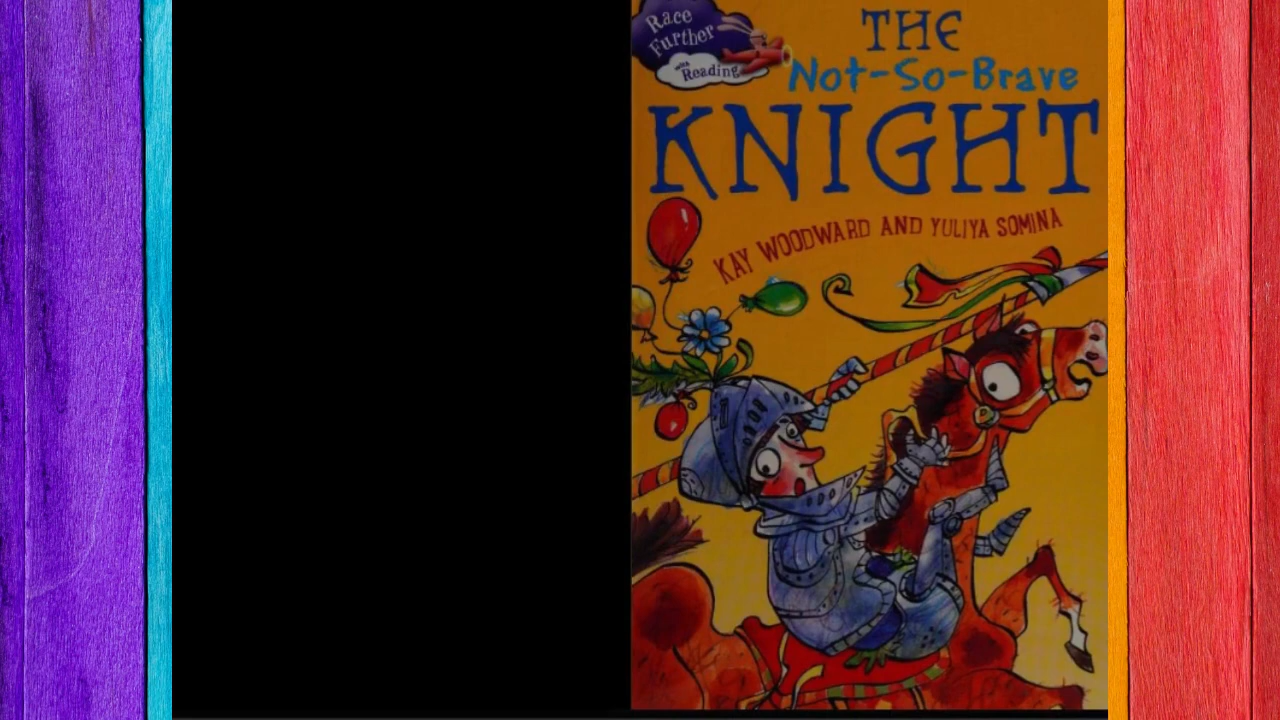 Race
Further
with
Reading
THE
Not-So-Brave
KNIGHT
KAY WOODWARD AND YULIYA SOMINA